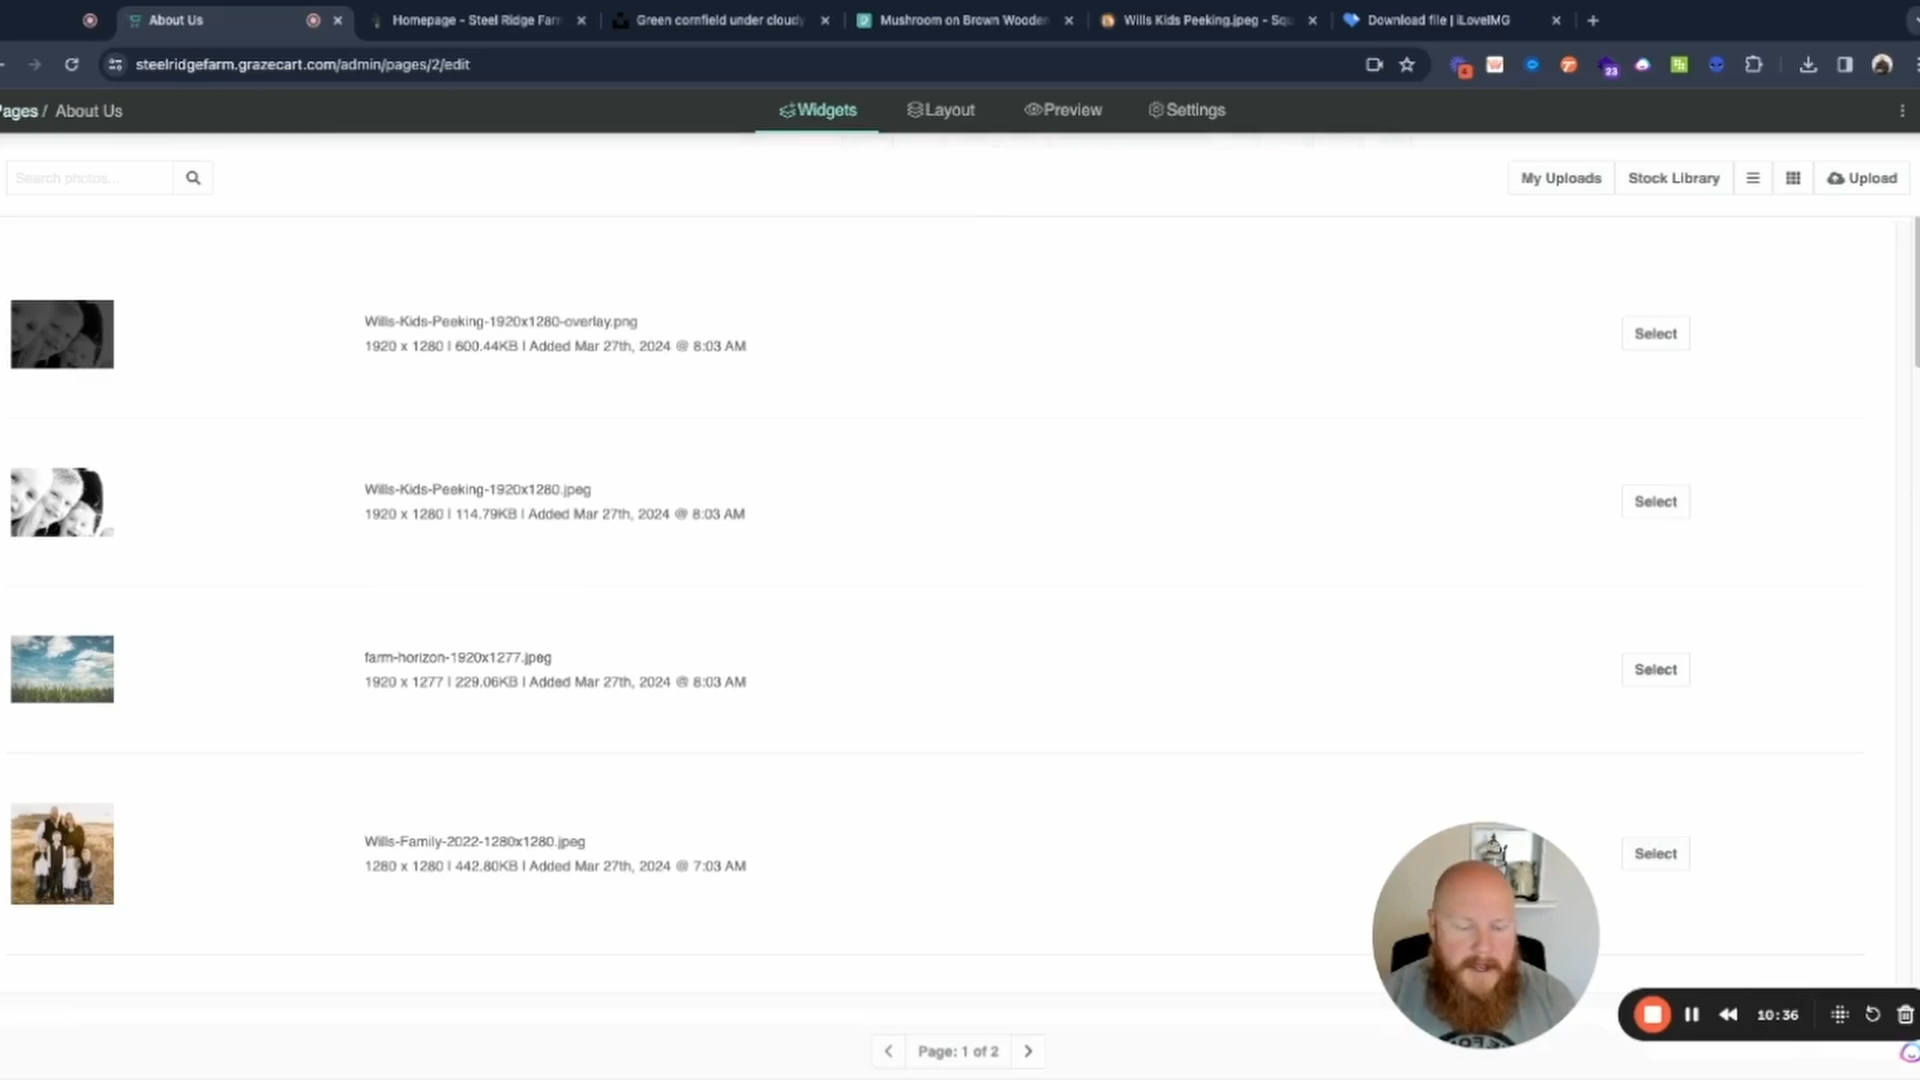 About Us
Homepage - Steel Ridge Farm
Green cornfield under cloudy
Mushroom on Brown Wooden
Wills Kids Peeking.jpeg - Squ
Download file | iLoveIMG
steelridgefarm.grazecart.com/admin/pages/2/edit
4
23
Pages / About Us
Widgets
Layout
Preview
Settings
Search photos...
My Uploads
Stock Library
Upload
Wills-Kids-Peeking-1920x1280-overlay.png
1920 x 1280 | 600.44KB | Added Mar 27th, 2024 @ 8:03 AM
Select
Wills-Kids-Peeking-1920x1280.jpeg
1920 x 1280 | 114.79KB | Added Mar 27th, 2024 @ 8:03 AM
Select
farm-horizon-1920x1277.jpeg
1920 x 1277 | 229.06KB | Added Mar 27th, 2024 @ 8:03 AM
Select
Wills-Family-2022-1280x1280.jpeg
1280 x 1280 | 442.80KB | Added Mar 27th, 2024 @ 7:03 AM
Select
10:36
Page: 1 of 2